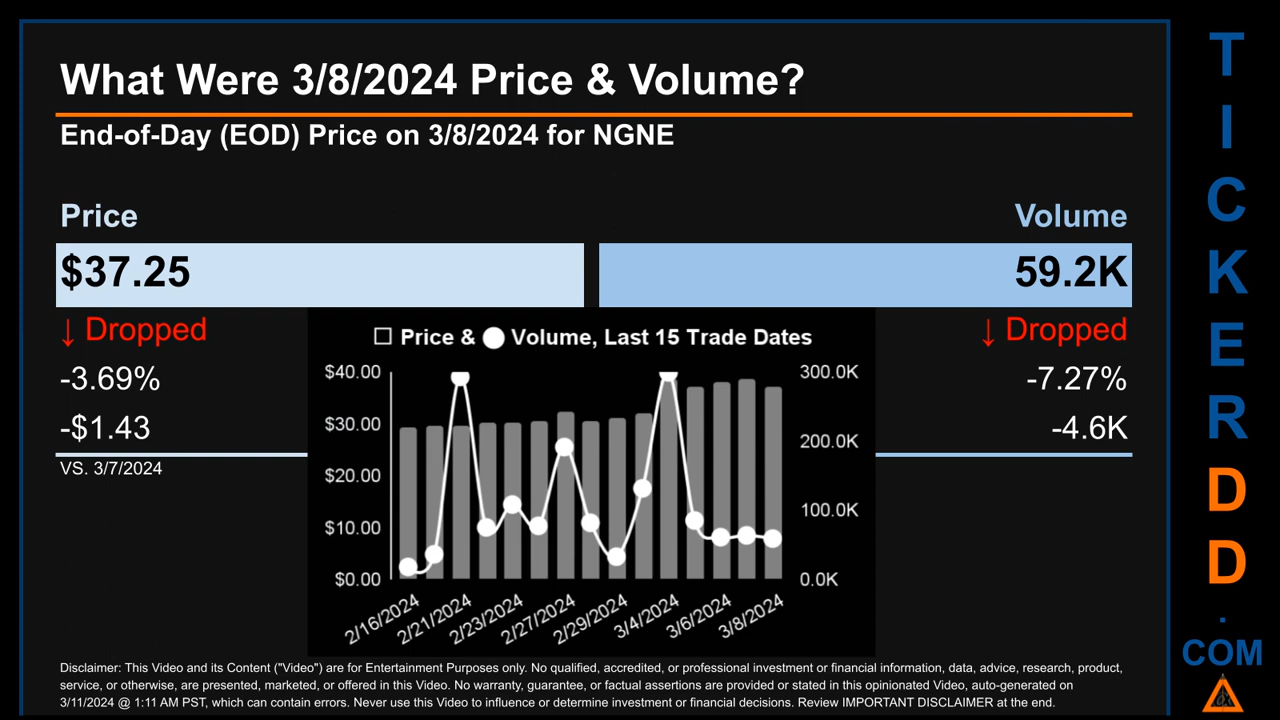 What Were 3/8/2024 Price & Volume?
End-of-Day (EOD) Price on 3/8/2024 for NGNE
Price
Volume
$37.25
59.2K
↓ Dropped
↓ Dropped
-3.69%
-7.27%
-$1.43
-4.6K
VS. 3/7/2024
Price & Volume, Last 15 Trade Dates
$40.00
$30.00
$20.00
$10.00
$0.00
300.0K
200.0K
100.0K
0.0K
2/16/2024
2/21/2024
2/23/2024
2/27/2024
2/29/2024
3/4/2024
3/6/2024
3/8/2024
Disclaimer: This Video and its Content ("Video") are for Entertainment Purposes only. No qualified, accredited, or professional investment or financial information, data, advice, research, product,
service, or otherwise, are presented, marketed, or offered in this Video. No warranty, guarantee, or factual assertions are provided or stated in this opinionated Video, auto-generated on
3/11/2024 @ 1:11 AM PST, which can contain errors. Never use this Video to influence or determine investment or financial decisions. Review IMPORTANT DISCLAIMER at the end.
T
I
C
K
E
R
D
D
.
COM